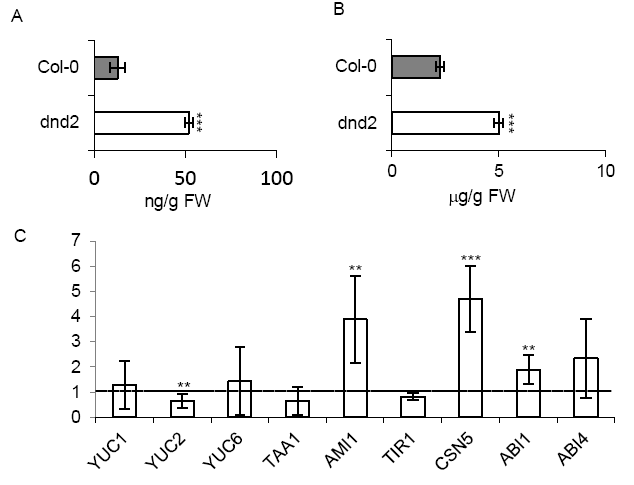 A
Col-0
dnd2
***
0 50 100
ng/g FW
B
Col-0
dnd2
***
0 5 10
µg/g FW
C
7
6
5
4
3
2
1
0
** ** *** **
YUC1 YUC2 YUC6 TAA1 AMI1 TIR1 CSN5 ABI1 ABI4